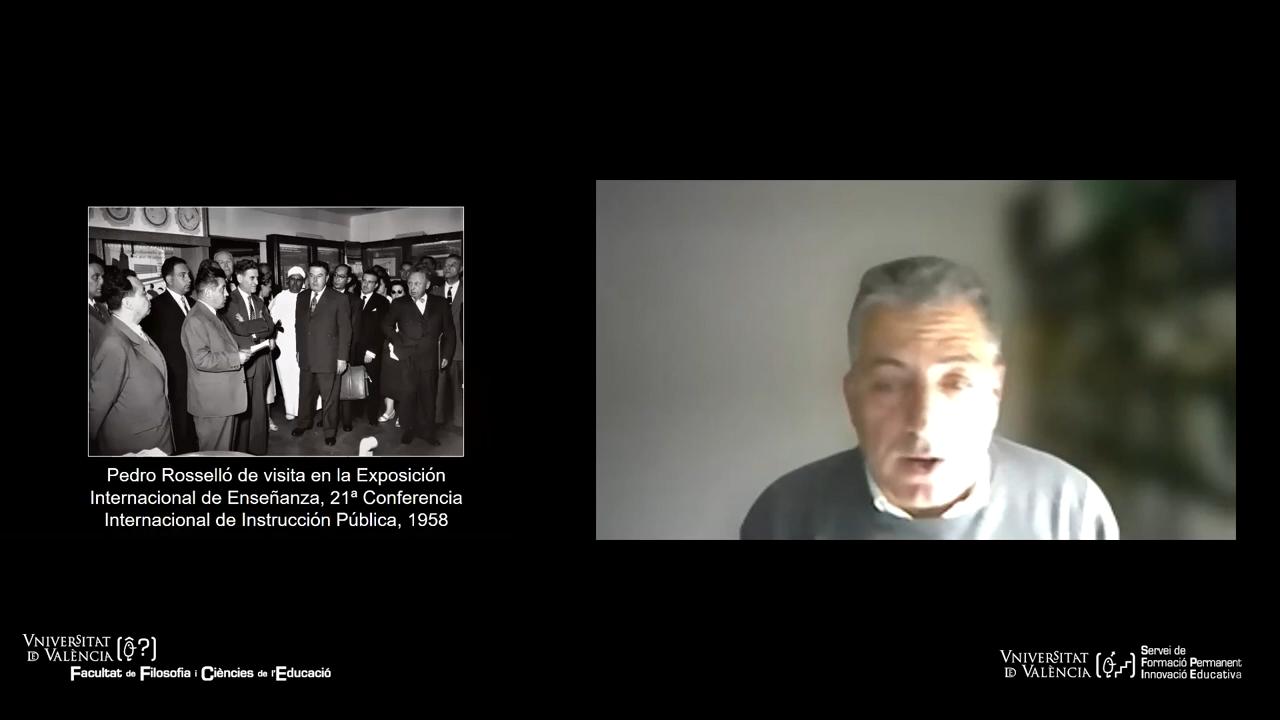 Pedro Rosselló de visita en la Exposición
Internacional de Enseñanza, 21ª Conferencia
Internacional de Instrucción Pública, 1958
VNIVERSITAT
ID VALÈNCIA
Facultat de Filosofia i Ciències de l'Educació
VNIVERSITAT
ID VALÈNCIA
Servei de
Formació Permanent
Innovació Educativa